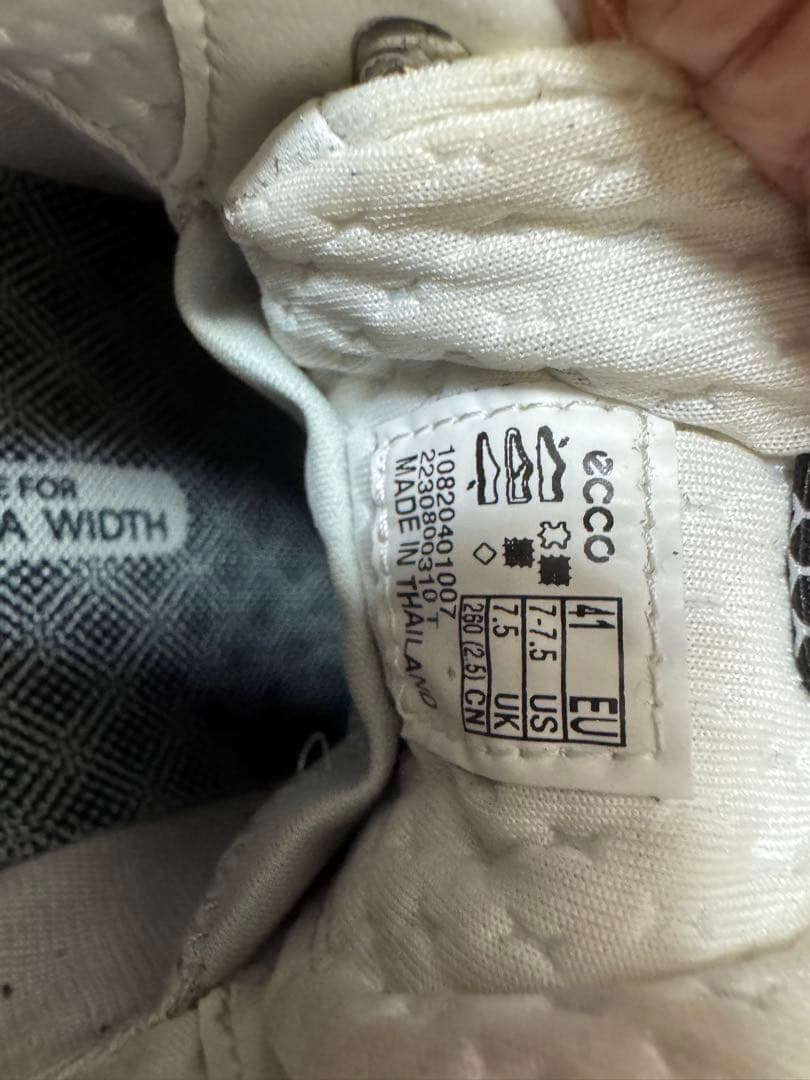 ecco
41 EU
7-7.5 US
7.5 UK
260 (2.5) CN
10820401007
2230800310 T
MADE IN THAILAND
FOR
A WIDTH